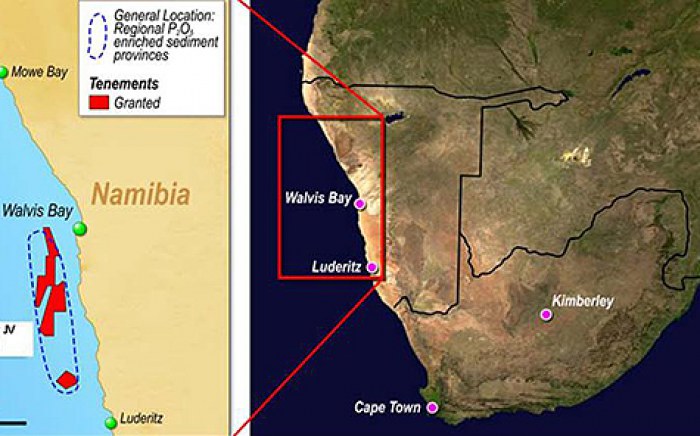 General Location:
Regional P₂O₅
enriched sediment
provinces
Tenements
Granted
Mowe Bay
Namibia
Walvis Bay
JV
Luderitz
Walvis Bay
Luderitz
Kimberley
Cape Town